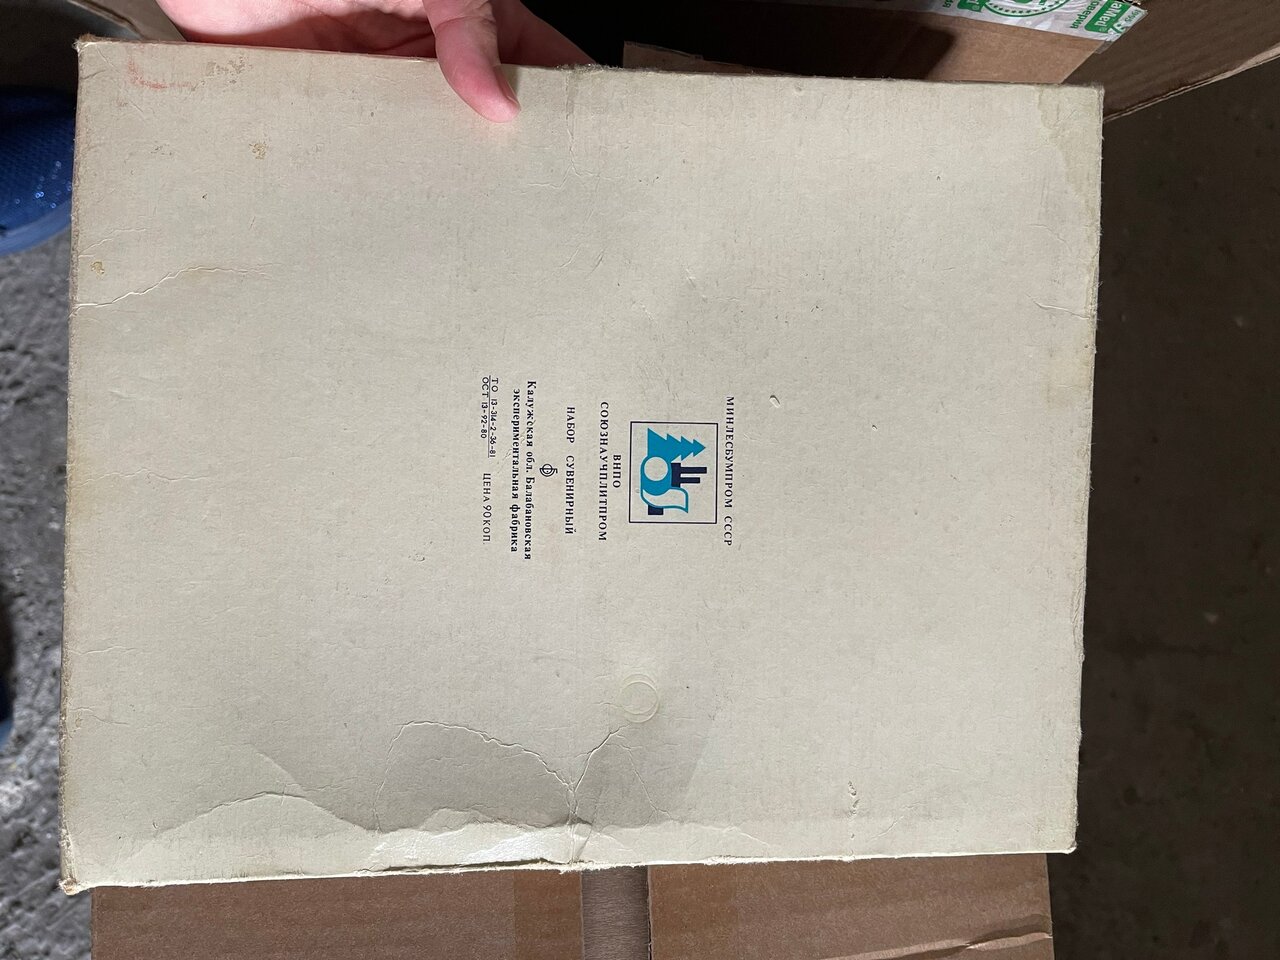 МИНЛЕСБУМПРОМ СССР
ВНПО
СОЮЗНАУЧПЛИТПРОМ
НАБОР СУВЕНИРНЫЙ
Калужская обл. Балабановская
экспериментальная фабрика
ТО 13-314-2-36-81
ОСТ 13-92-80
ЦЕНА 90 КОП.